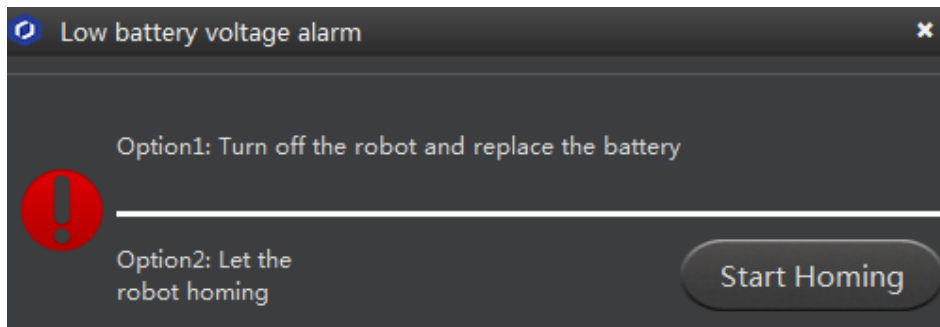 Low battery voltage alarm
Option1: Turn off the robot and replace the battery
Option2: Let the
robot homing
Start Homing